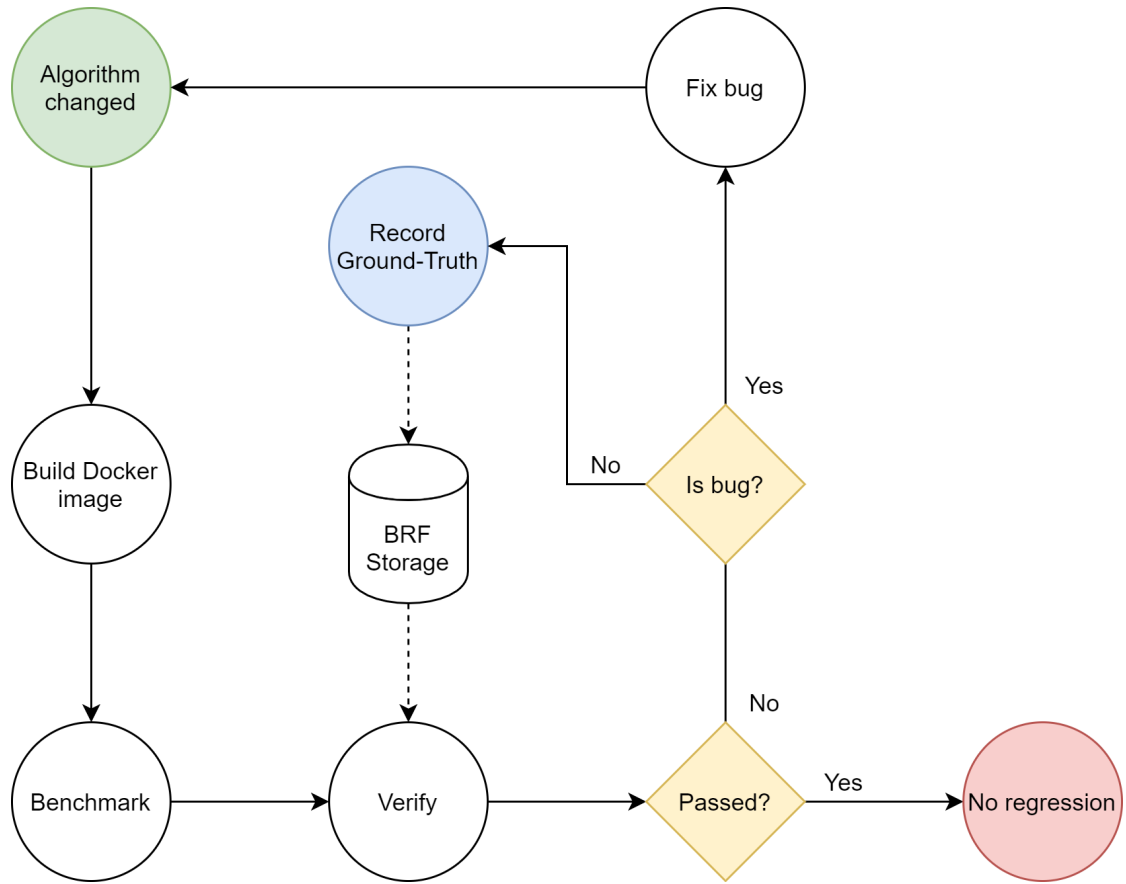 Algorithm
changed
Fix bug
Record
Ground-Truth
Yes
No
Build Docker
image
Is bug?
BRF
Storage
No
Benchmark
Verify
Passed?
Yes
No regression